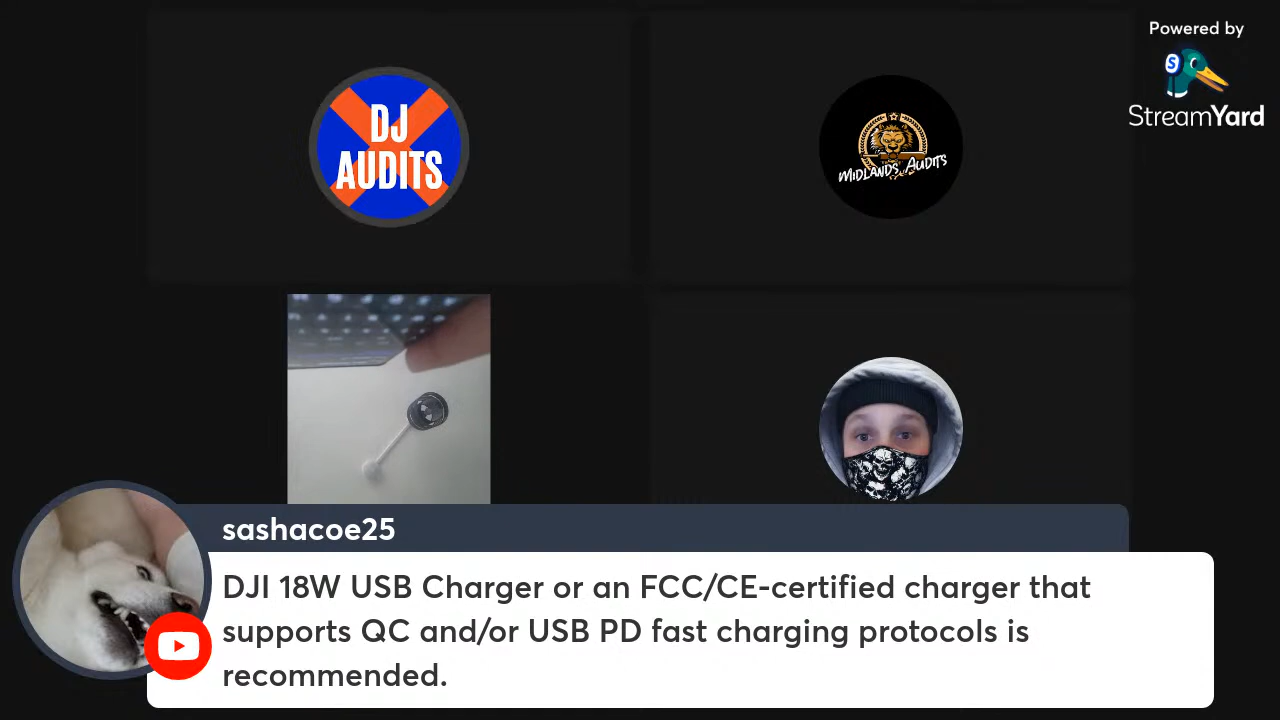 Powered by
S
StreamYard
DJ
AUDITS
MIDLANDS AUDITS
sashacoe25
DJI 18W USB Charger or an FCC/CE-certified charger that
supports QC and/or USB PD fast charging protocols is
recommended.